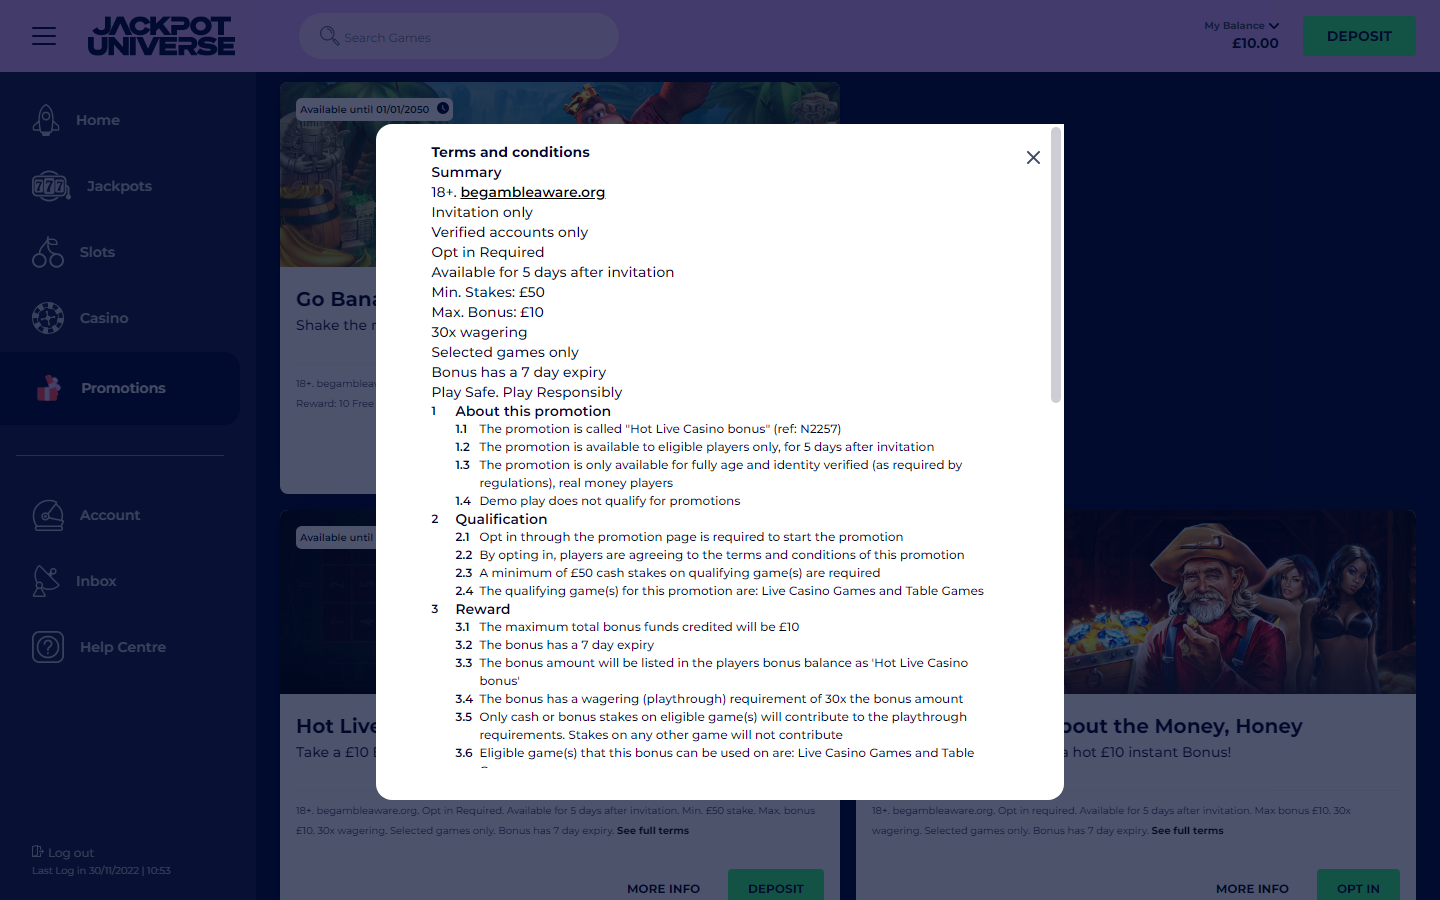 JACKPOT
UNIVERSE
Search Games
My Balance
£10.00
DEPOSIT
Home
Jackpots
777
Slots
Casino
Promotions
Account
Inbox
Help Centre
Log out
Last Log in 30/11/2022 | 10:53
Available until 01/01/2050
Go
Shake the
18+.
Reward: 10 Free
Terms and conditions
Summary
18+. begambleaware.org
Invitation only
Verified accounts only
Opt in Required
Available for 5 days after invitation
Min. Stakes: £50
Max. Bonus: £10
30x wagering
Selected games only
Bonus has a 7 day expiry
Play Safe. Play Responsibly
1 About this promotion
1.1 The promotion is called "Hot Live Casino bonus" (ref: N2257)
1.2 The promotion is available to eligible players only, for 5 days after invitation
1.3 The promotion is only available for fully age and identity verified (as required by
regulations), real money players
1.4 Demo play does not qualify for promotions
2 Qualification
2.1 Opt in through the promotion page is required to start the promotion
2.2 By opting in, players are agreeing to the terms and conditions of this promotion
2.3 A minimum of £50 cash stakes on qualifying game(s) are required
2.4 The qualifying game(s) for this promotion are: Live Casino Games and Table Games
3 Reward
3.1 The maximum total bonus funds credited will be £10
3.2 The bonus has a 7 day expiry
3.3 The bonus amount will be listed in the players bonus balance as 'Hot Live Casino
bonus'
3.4 The bonus has a wagering (playthrough) requirement of 30x the bonus amount
3.5 Only cash or bonus stakes on eligible game(s) will contribute to the playthrough
requirements. Stakes on any other game will not contribute
3.6 Eligible game(s) that this bonus can be used on are: Live Casino Games and Table
Available until
Hot Live
Take a £10
18+. begambleaware.org. Opt in Required. Available for 5 days after invitation. Min. £50 stake. Max. bonus
£10. 30x wagering. Selected games only. Bonus has 7 day expiry. See full terms
MORE INFO
DEPOSIT
the Money, Honey
a hot £10 instant Bonus!
18+. begambleaware.org. Opt in required. Available for 5 days after invitation. Max bonus £10. 30x
wagering. Selected games only. Bonus has 7 day expiry. See full terms
MORE INFO
OPT IN